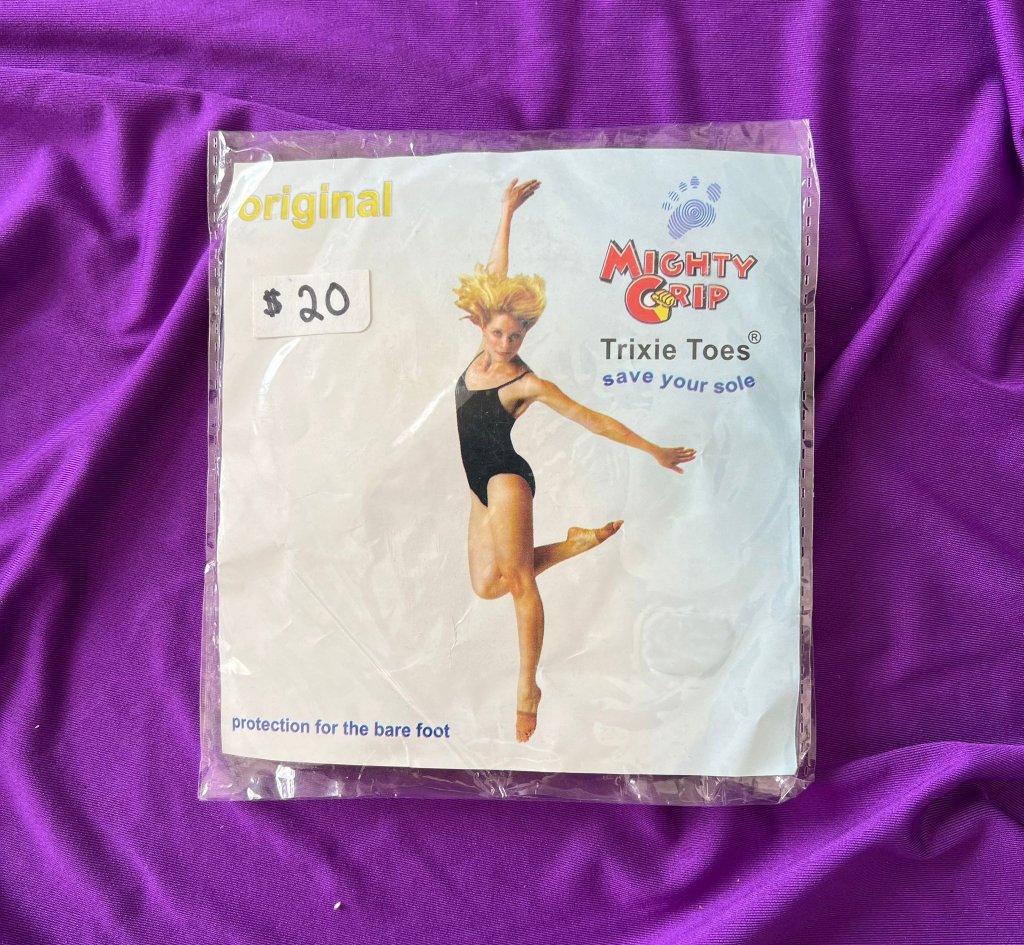 original
$20
MIGHTY
GRIP
Trixie Toes®
save your sole
protection for the bare foot